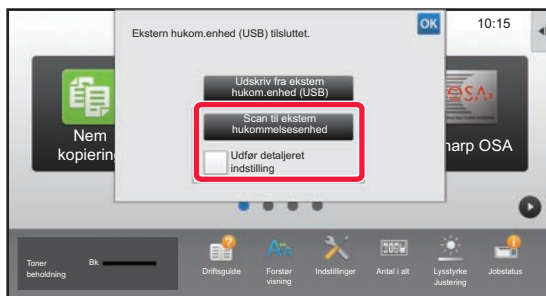 Ekstern hukom.enhed (USB) tilsluttet.
OK
10:15
Udskriv fra ekstern
hukom.enhed (USB)
Scan til ekstern
hukommelsesenhed
Udfør detaljeret
indstilling
Nem
kopiering
harp OSA
Toner
beholdning
Bk
Driftsguide
Forstør
visning
Indstillinger
Antal i alt
Lysstyrke
Justering
Jobstatus